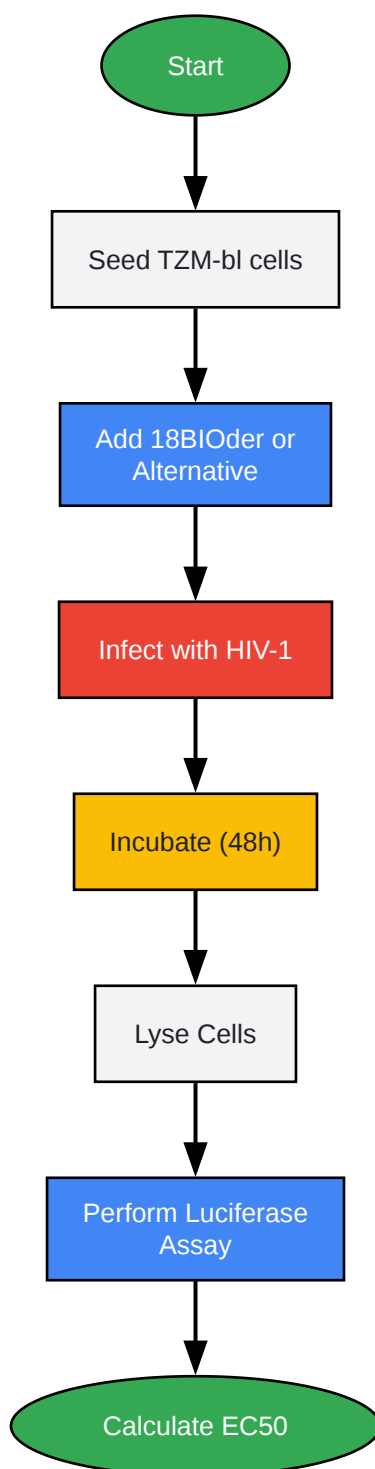 Start
Seed TZM-bl cells
Add 18BIOder or
Alternative
Infect with HIV-1
Incubate (48h)
Lyse Cells
Perform Luciferase
Assay
Calculate EC50